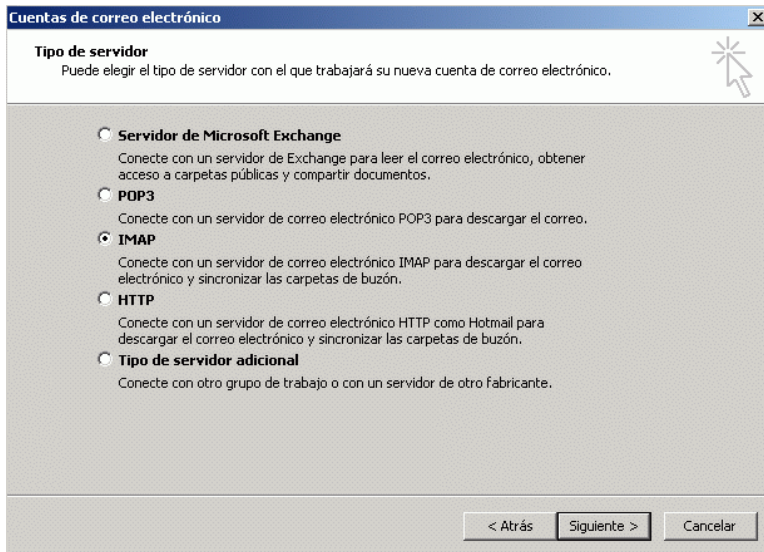 Cuentas de correo electrónico
Tipo de servidor
Puede elegir el tipo de servidor con el que trabajará su nueva cuenta de correo electrónico.
Servidor de Microsoft Exchange
Conecte con un servidor de Exchange para leer el correo electrónico, obtener
acceso a carpetas públicas y compartir documentos.
POP3
Conecte con un servidor de correo electrónico POP3 para descargar el correo.
IMAP
Conecte con un servidor de correo electrónico IMAP para descargar el correo
electrónico y sincronizar las carpetas de buzón.
HTTP
Conecte con un servidor de correo electrónico HTTP como Hotmail para
descargar el correo electrónico y sincronizar las carpetas de buzón.
Tipo de servidor adicional
Conecte con otro grupo de trabajo o con un servidor de otro fabricante.
< Atrás Siguiente > Cancelar